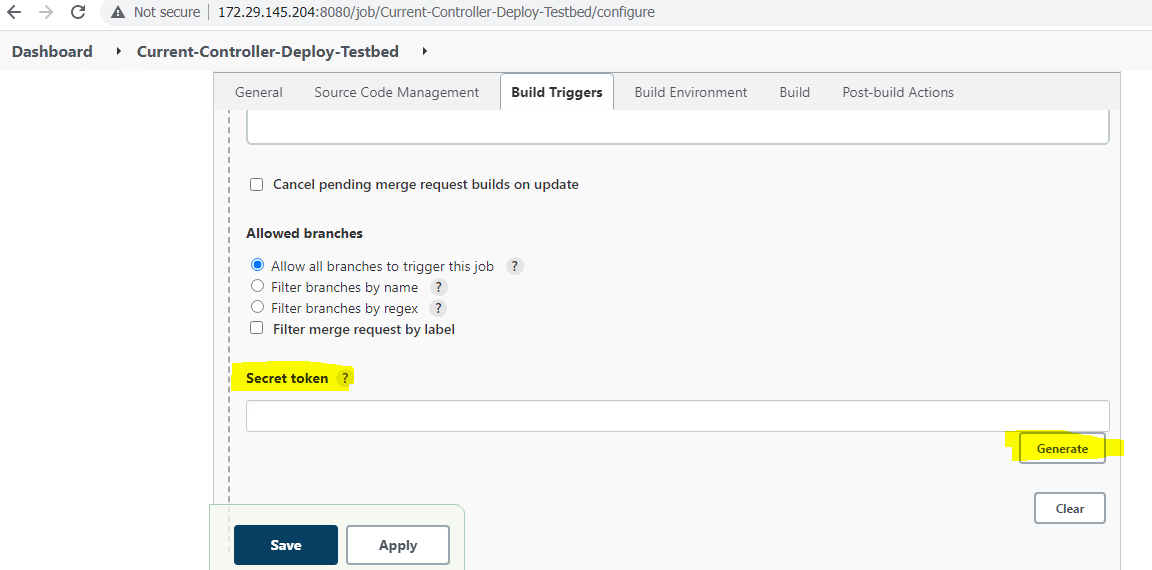 Not secure | 172.29.145.204:8080/job/Current-Controller-Deploy-Testbed/configure
Dashboard Current-Controller-Deploy-Testbed
General Source Code Management Build Triggers Build Environment Build Post-build Actions
Cancel pending merge request builds on update
Allowed branches
Allow all branches to trigger this job ?
Filter branches by name ?
Filter branches by regex ?
Filter merge request by label
Secret token ?
Generate
Clear
Save Apply